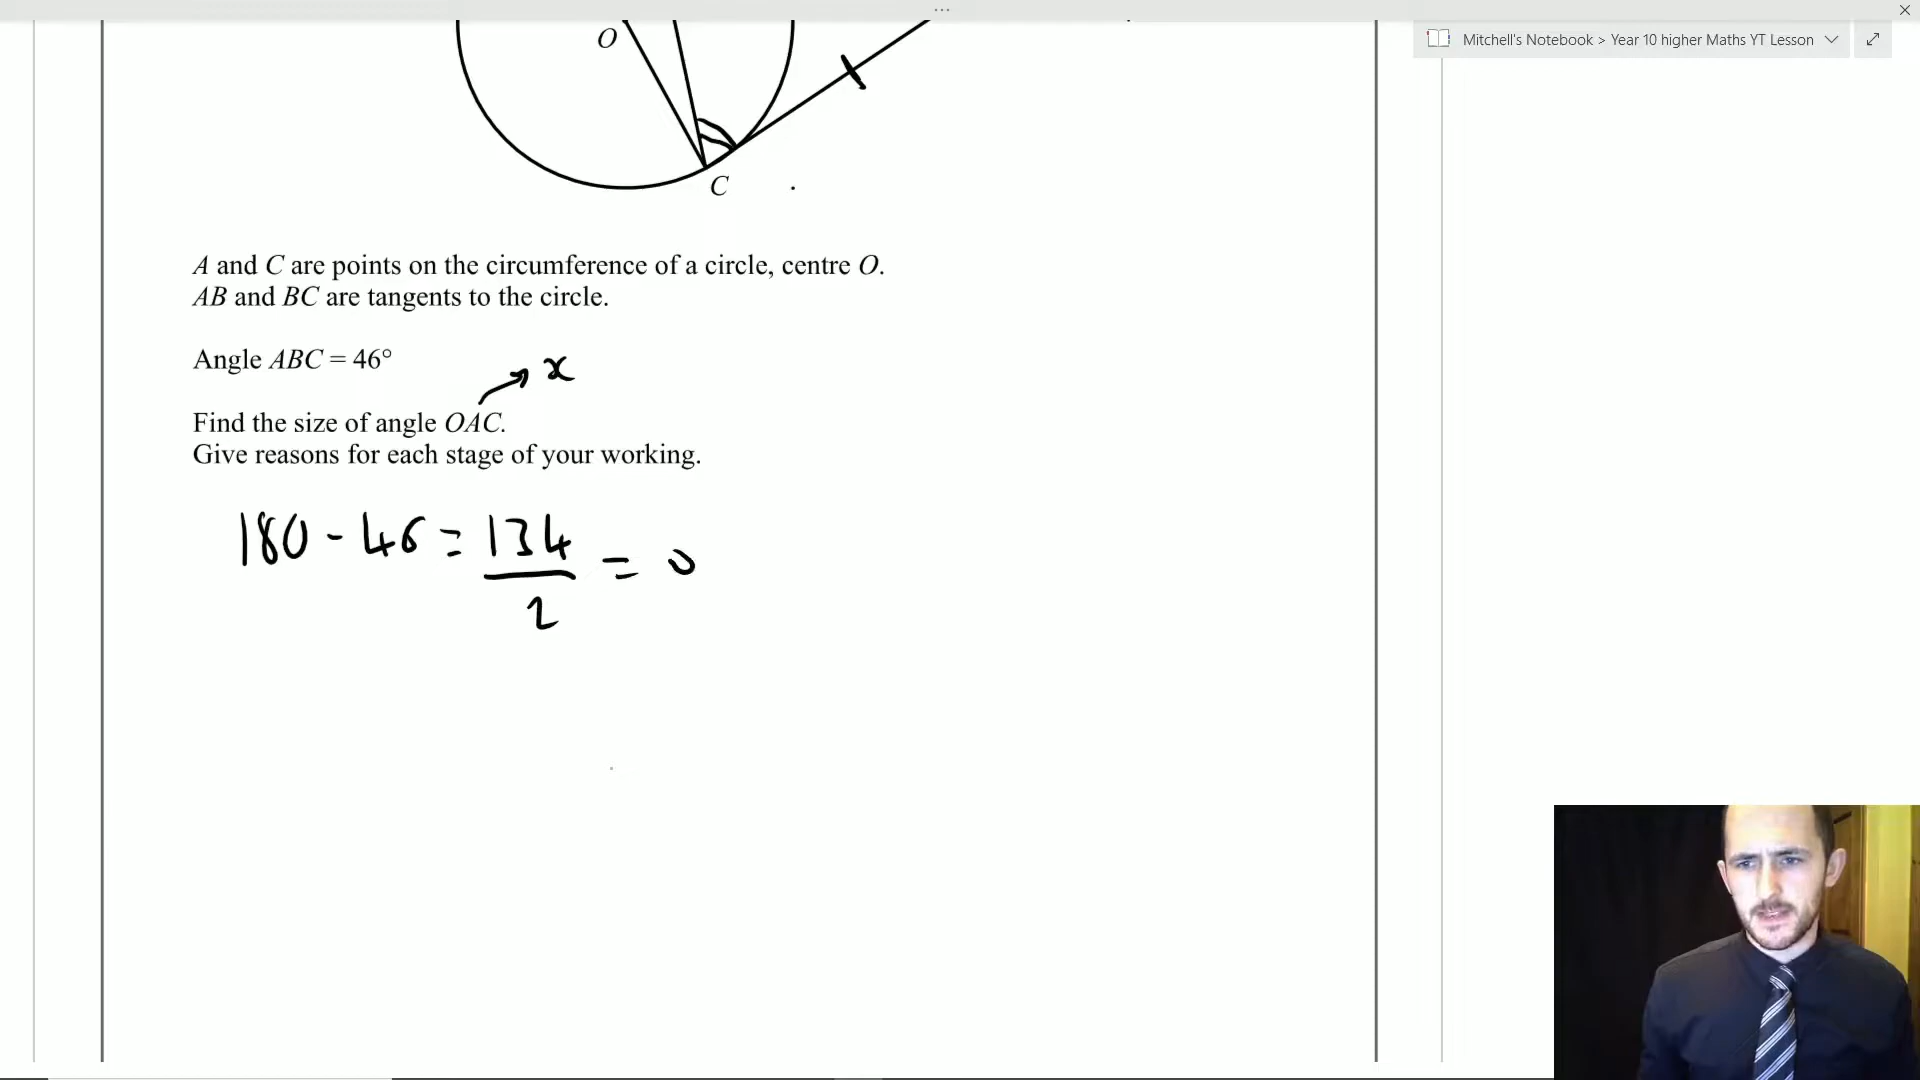 Mitchell's Notebook > Year 10 higher Maths YT Lesson
O
C
A and C are points on the circumference of a circle, centre O.
AB and BC are tangents to the circle.
Angle ABC = 46°
x
Find the size of angle OAC.
Give reasons for each stage of your working.
180 - 46 = 134
= 0
2